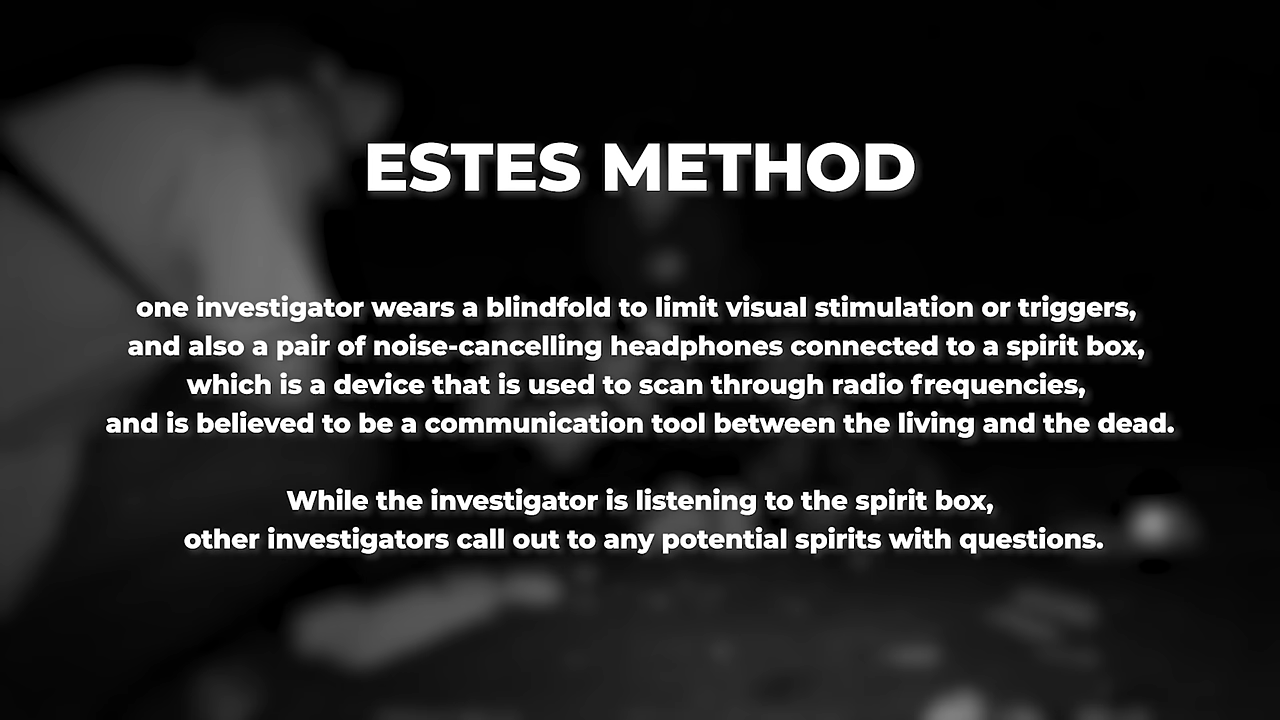 ESTES METHOD
one investigator wears a blindfold to limit visual stimulation or triggers,
and also a pair of noise-cancelling headphones connected to a spirit box,
which is a device that is used to scan through radio frequencies,
and is believed to be a communication tool between the living and the dead.
While the investigator is listening to the spirit box,
other investigators call out to any potential spirits with questions.